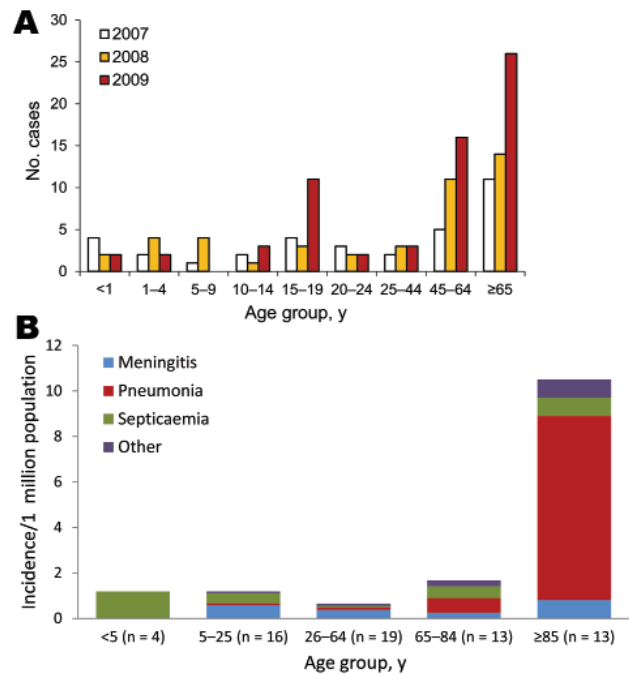 A
30
25
20
15
10
5
0
No. cases
2007
2008
2009
<1 1–4 5–9 10–14 15–19 20–24 25–44 45–64 ≥65
Age group, y
B
12
10
8
6
4
2
0
Incidence/1 million population
Meningitis
Pneumonia
Septicaemia
Other
<5 (n = 4) 5–25 (n = 16) 26–64 (n = 19) 65–84 (n = 13) ≥85 (n = 13)
Age group, y